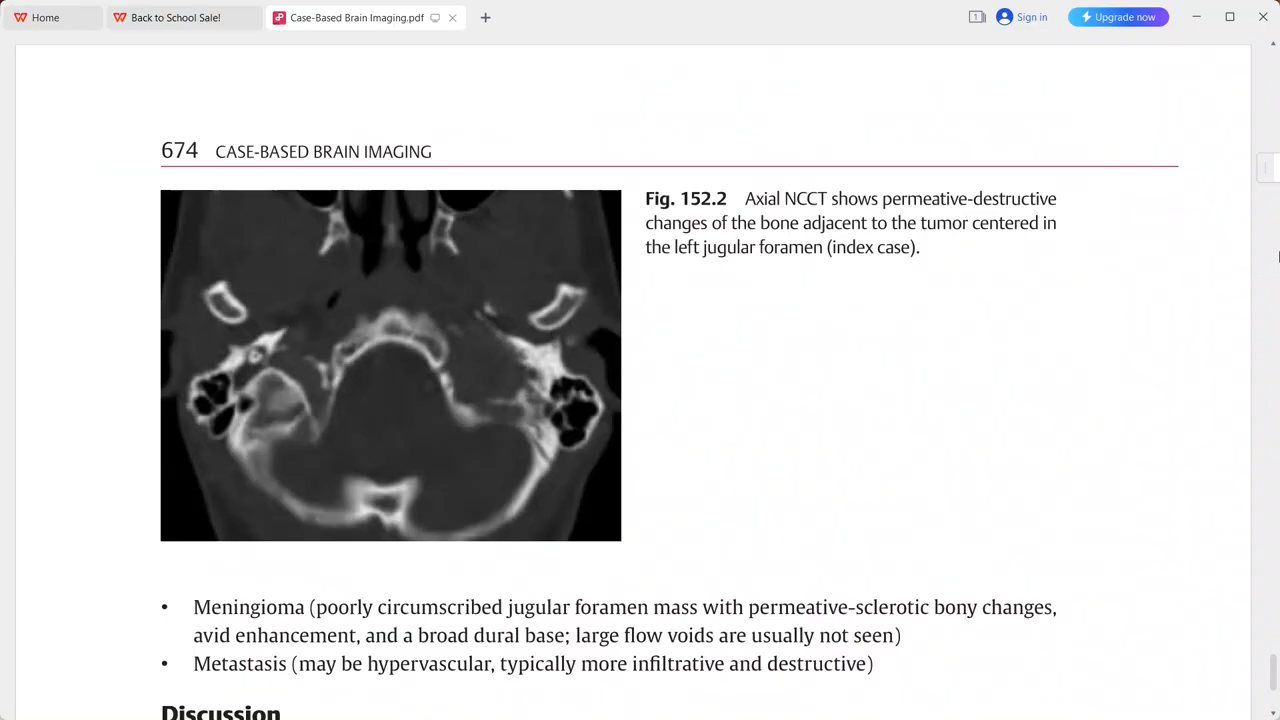 Home
Back to School Sale!
Case-Based Brain Imaging.pdf
1
Sign in
Upgrade now
674 CASE-BASED BRAIN IMAGING
Fig. 152.2 Axial NCCT shows permeative-destructive
changes of the bone adjacent to the tumor centered in
the left jugular foramen (index case).
• Meningioma (poorly circumscribed jugular foramen mass with permeative-sclerotic bony changes,
avid enhancement, and a broad dural base; large flow voids are usually not seen)
• Metastasis (may be hypervascular, typically more infiltrative and destructive)
Discussion